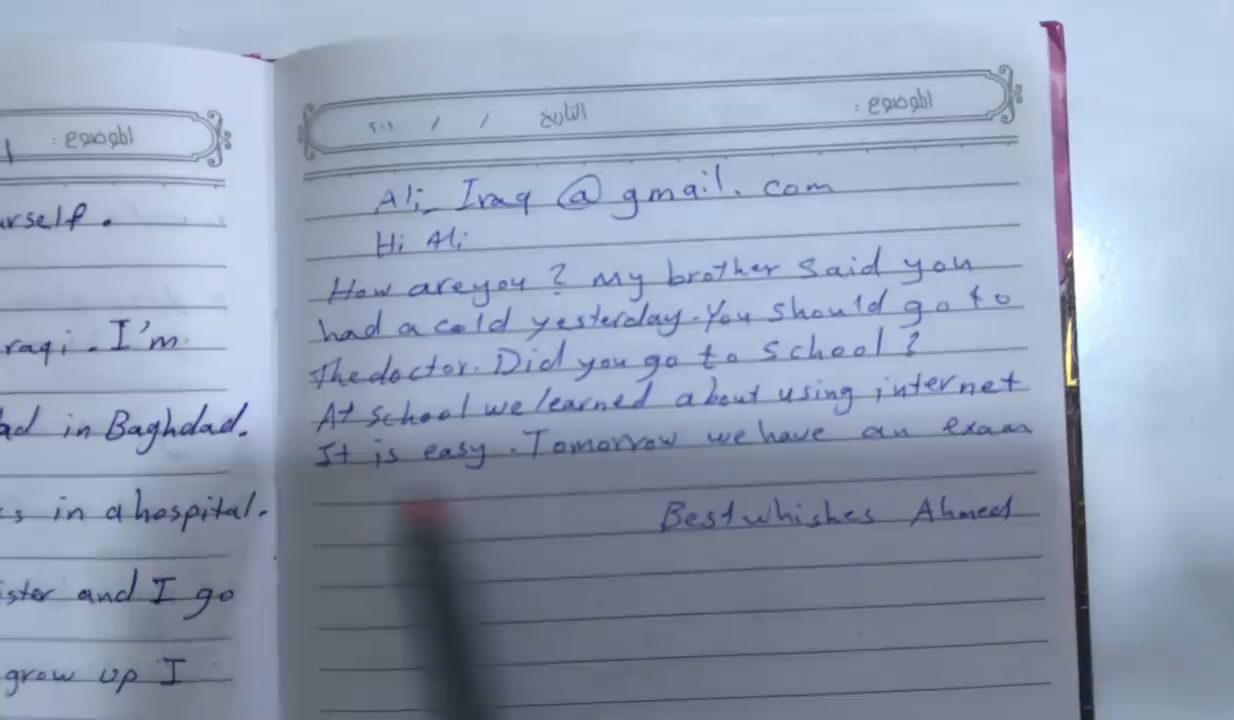 الموضوع :
urself.
raqi. I'm
ad in Baghdad.
s in a hospital.
ister and I go
grow up I
الموضوع : التاريخ / / ٢٠١
Ali_Iraq@gmail.com
Hi Ali
How are you? My brother said you
had a cold yesterday. You should go to
the doctor. Did you go to school?
At school we learned about using internet
It is easy. Tomorrow we have an exam
Best whishes Ahmed